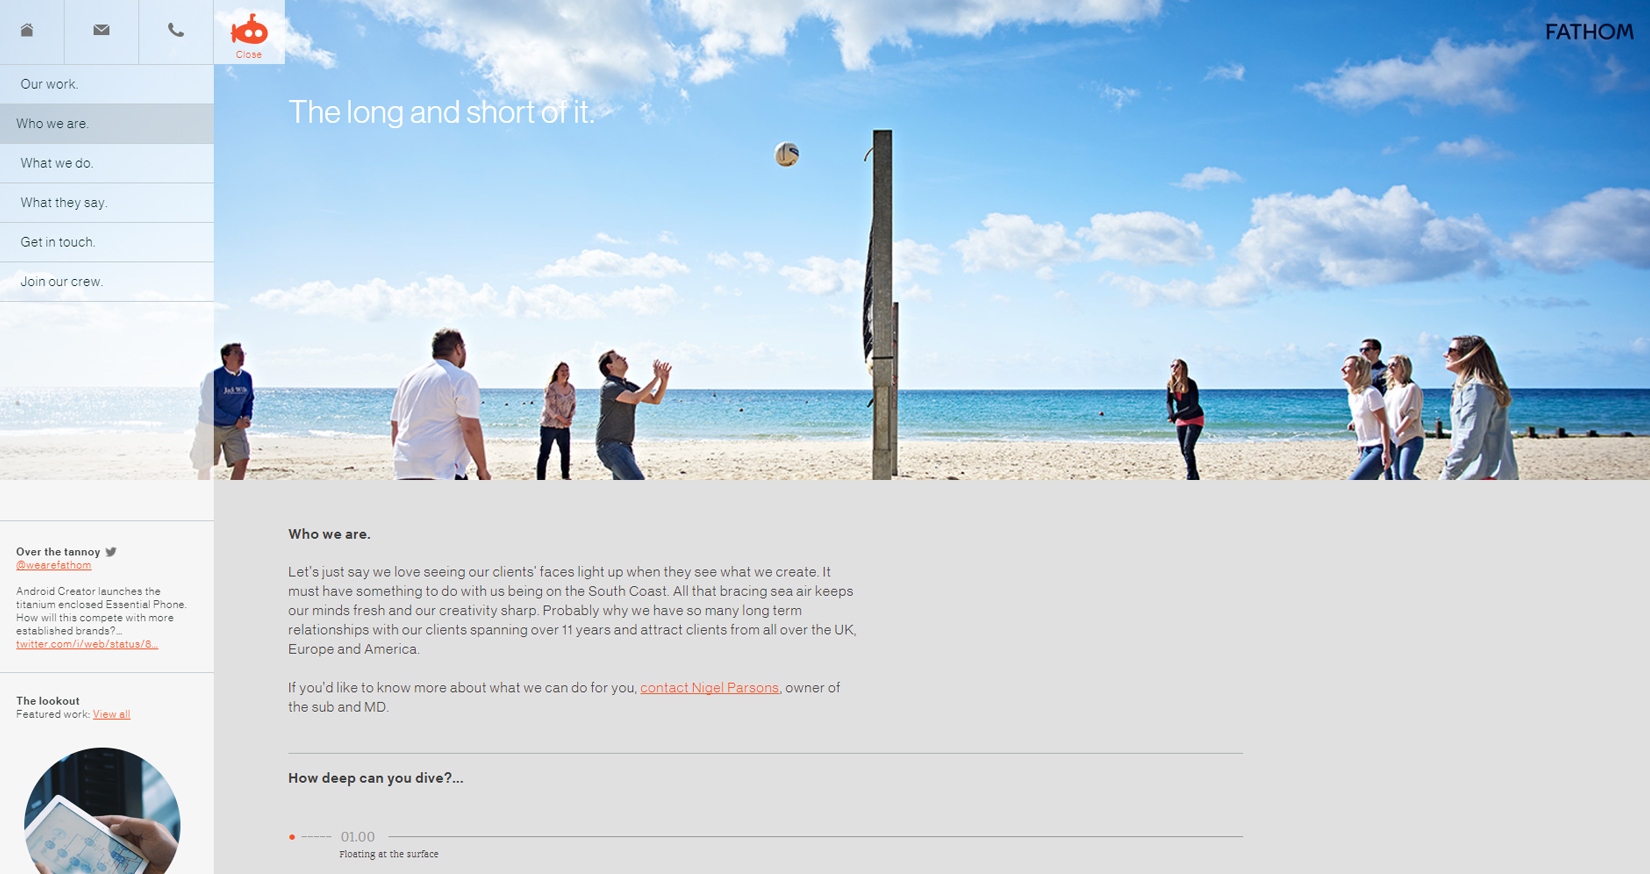 Close
FATHOM
Our work.
Who we are.
What we do.
What they say.
Get in touch.
Join our crew.
The long and short of it.
Over the tannoy
@wearefathom
Android Creator launches the
titanium enclosed Essential Phone.
How will this compete with more
established brands?...
twitter.com/i/web/status/8...
The lookout
Featured work: View all
Who we are.
Let's just say we love seeing our clients' faces light up when they see what we create. It
must have something to do with us being on the South Coast. All that bracing sea air keeps
our minds fresh and our creativity sharp. Probably why we have so many long term
relationships with our clients spanning over 11 years and attract clients from all over the UK,
Europe and America.
If you'd like to know more about what we can do for you, contact Nigel Parsons, owner of
the sub and MD.
How deep can you dive?...
01.00
Floating at the surface